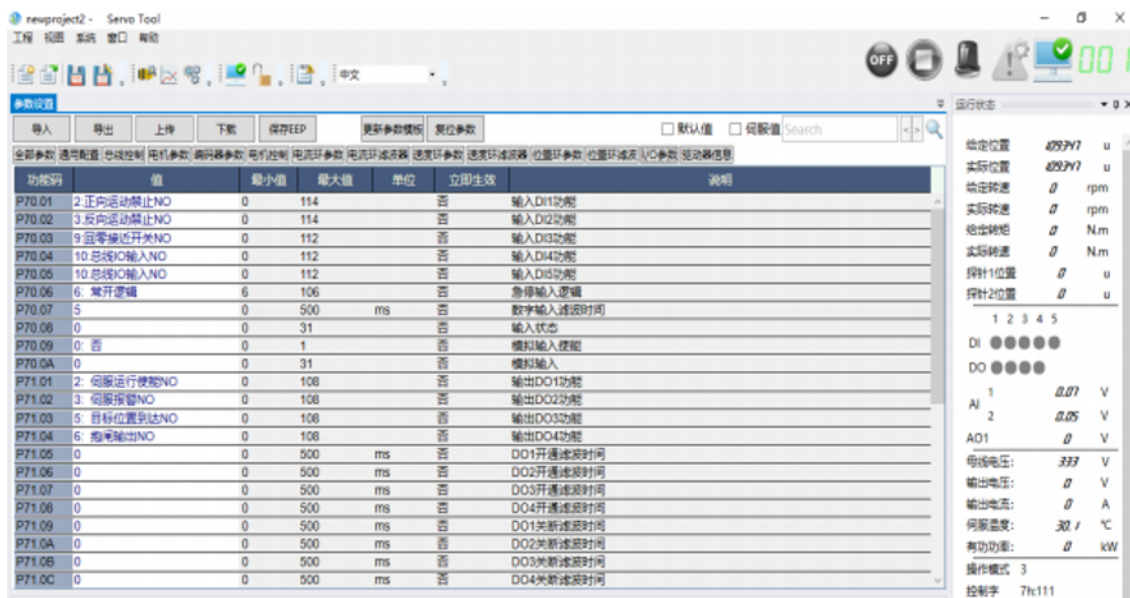 newproject2 - Servo Tool
工程 视图 系统 窗口 帮助
中文
OFF
参数设置
导入 导出 上传 下载 保存EEP 更新参数模板 复位参数 默认值 伺服值 Search
全部参数 通用配置 总线控制 电机参数 编码器参数 电机控制 电流环参数 电流环滤波器 速度环参数 速度环滤波器 位置环参数 位置环滤波 I/O参数 驱动器信息
功能码 值 最小值 最大值 单位 立即生效 说明
P70.01 2:正向运动禁止NO 0 114 否 输入DI1功能
P70.02 3:反向运动禁止NO 0 114 否 输入DI2功能
P70.03 9:回零接近开关NO 0 112 否 输入DI3功能
P70.04 10:总线IO输入NO 0 112 否 输入DI4功能
P70.05 10:总线IO输入NO 0 112 否 输入DI5功能
P70.06 6: 常开逻辑 6 106 否 急停输入逻辑
P70.07 5 0 500 ms 否 数字输入滤波时间
P70.08 0 0 31 否 输入状态
P70.09 0: 否 0 1 否 模拟输入使能
P70.0A 0 0 31 否 模拟输入
P71.01 2: 伺服运行使能NO 0 108 否 输出DO1功能
P71.02 3: 伺服报警NO 0 108 否 输出DO2功能
P71.03 5: 目标位置到达NO 0 108 否 输出DO3功能
P71.04 6: 抱闸输出NO 0 108 否 输出DO4功能
P71.05 0 0 500 ms 否 DO1开通滤波时间
P71.06 0 0 500 ms 否 DO2开通滤波时间
P71.07 0 0 500 ms 否 DO3开通滤波时间
P71.08 0 0 500 ms 否 DO4开通滤波时间
P71.09 0 0 500 ms 否 DO1关断滤波时间
P71.0A 0 0 500 ms 否 DO2关断滤波时间
P71.0B 0 0 500 ms 否 DO3关断滤波时间
P71.0C 0 0 500 ms 否 DO4关断滤波时间
运行状态
给定位置 u
实际位置 u
给定转速 0 rpm
实际转速 0 rpm
给定转矩 0 N.m
实际转速 0 N.m
探针1位置 0 u
探针2位置 0 u
1 2 3 4 5
DI
DO
AI 1 0.07 V
2 0.05 V
AO1 0 V
母线电压: 333 V
输出电压: 0 V
输出电流: 0 A
伺服温度: 30.1 ℃
有功功率: 0 kW
操作模式 3
控制字 7h:111